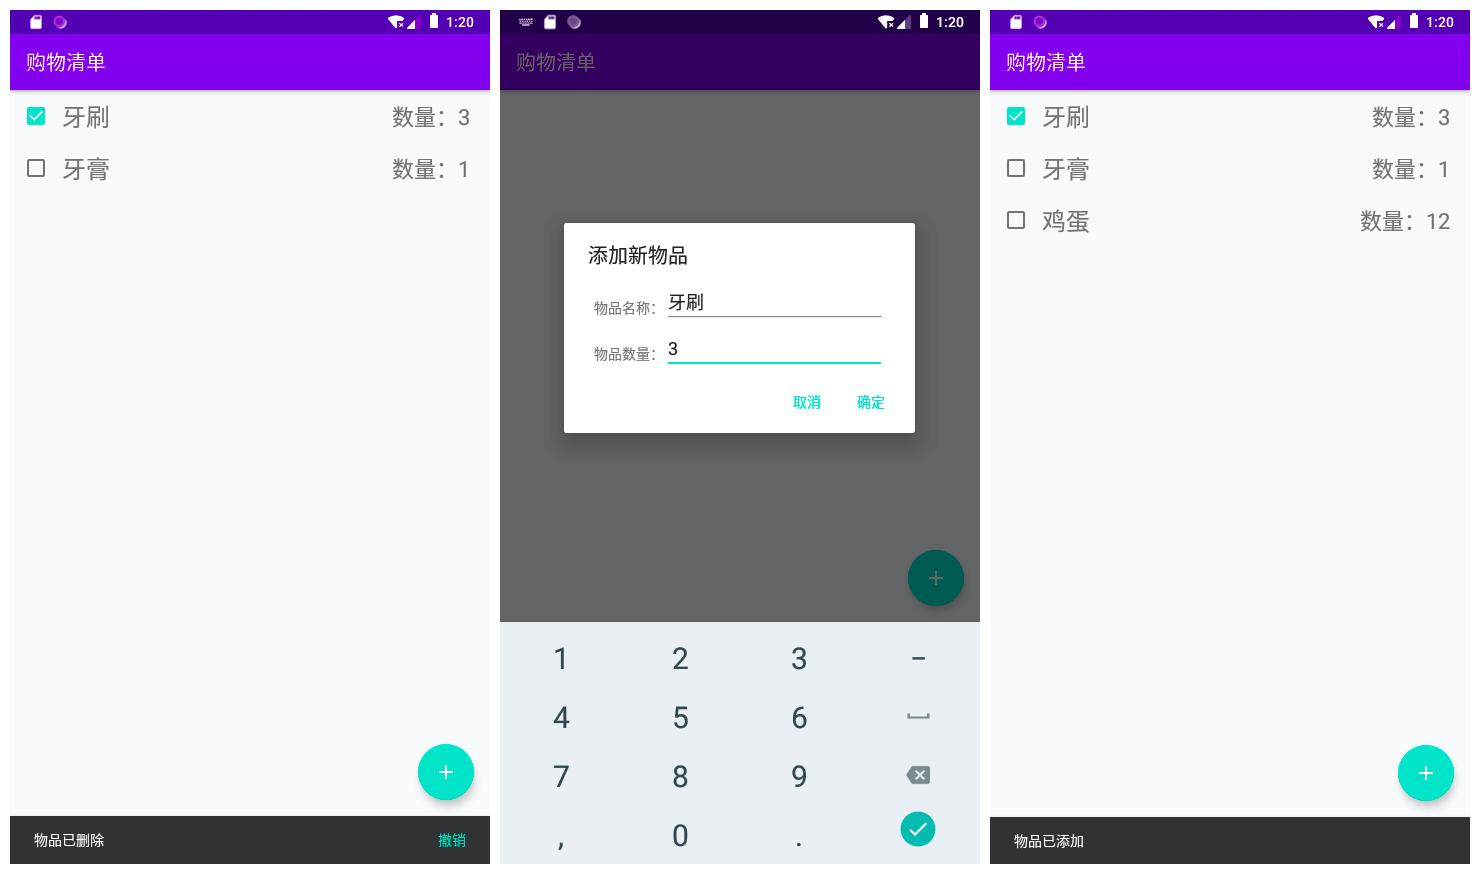 1:20
购物清单
牙刷 数量：3
牙膏 数量：1
物品已删除 撤销
1:20
购物清单
添加新物品
物品名称： 牙刷
物品数量： 3
取消 确定
1 2 3 -
4 5 6
7 8 9
, 0 .
1:20
购物清单
牙刷 数量：3
牙膏 数量：1
鸡蛋 数量：12
物品已添加